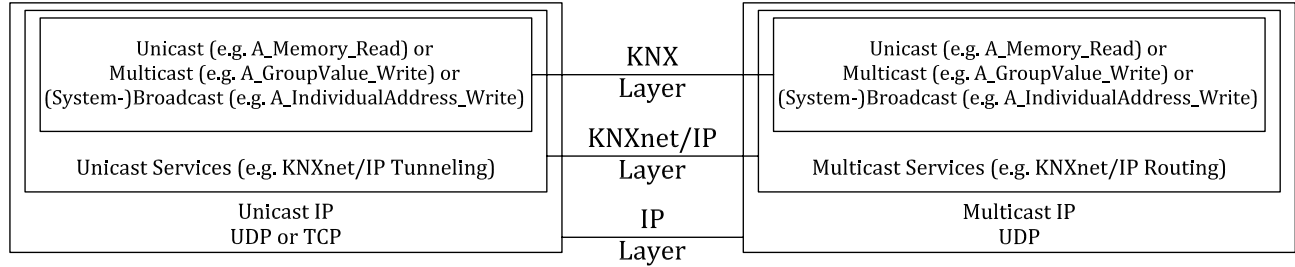 Unicast (e.g. A_Memory_Read) or
Multicast (e.g. A_GroupValue_Write) or
(System-)Broadcast (e.g. A_IndividualAddress_Write)
Unicast Services (e.g. KNXnet/IP Tunneling)
Unicast IP
UDP or TCP
KNX
Layer
KNXnet/IP
Layer
IP
Layer
Unicast (e.g. A_Memory_Read) or
Multicast (e.g. A_GroupValue_Write) or
(System-)Broadcast (e.g. A_IndividualAddress_Write)
Multicast Services (e.g. KNXnet/IP Routing)
Multicast IP
UDP